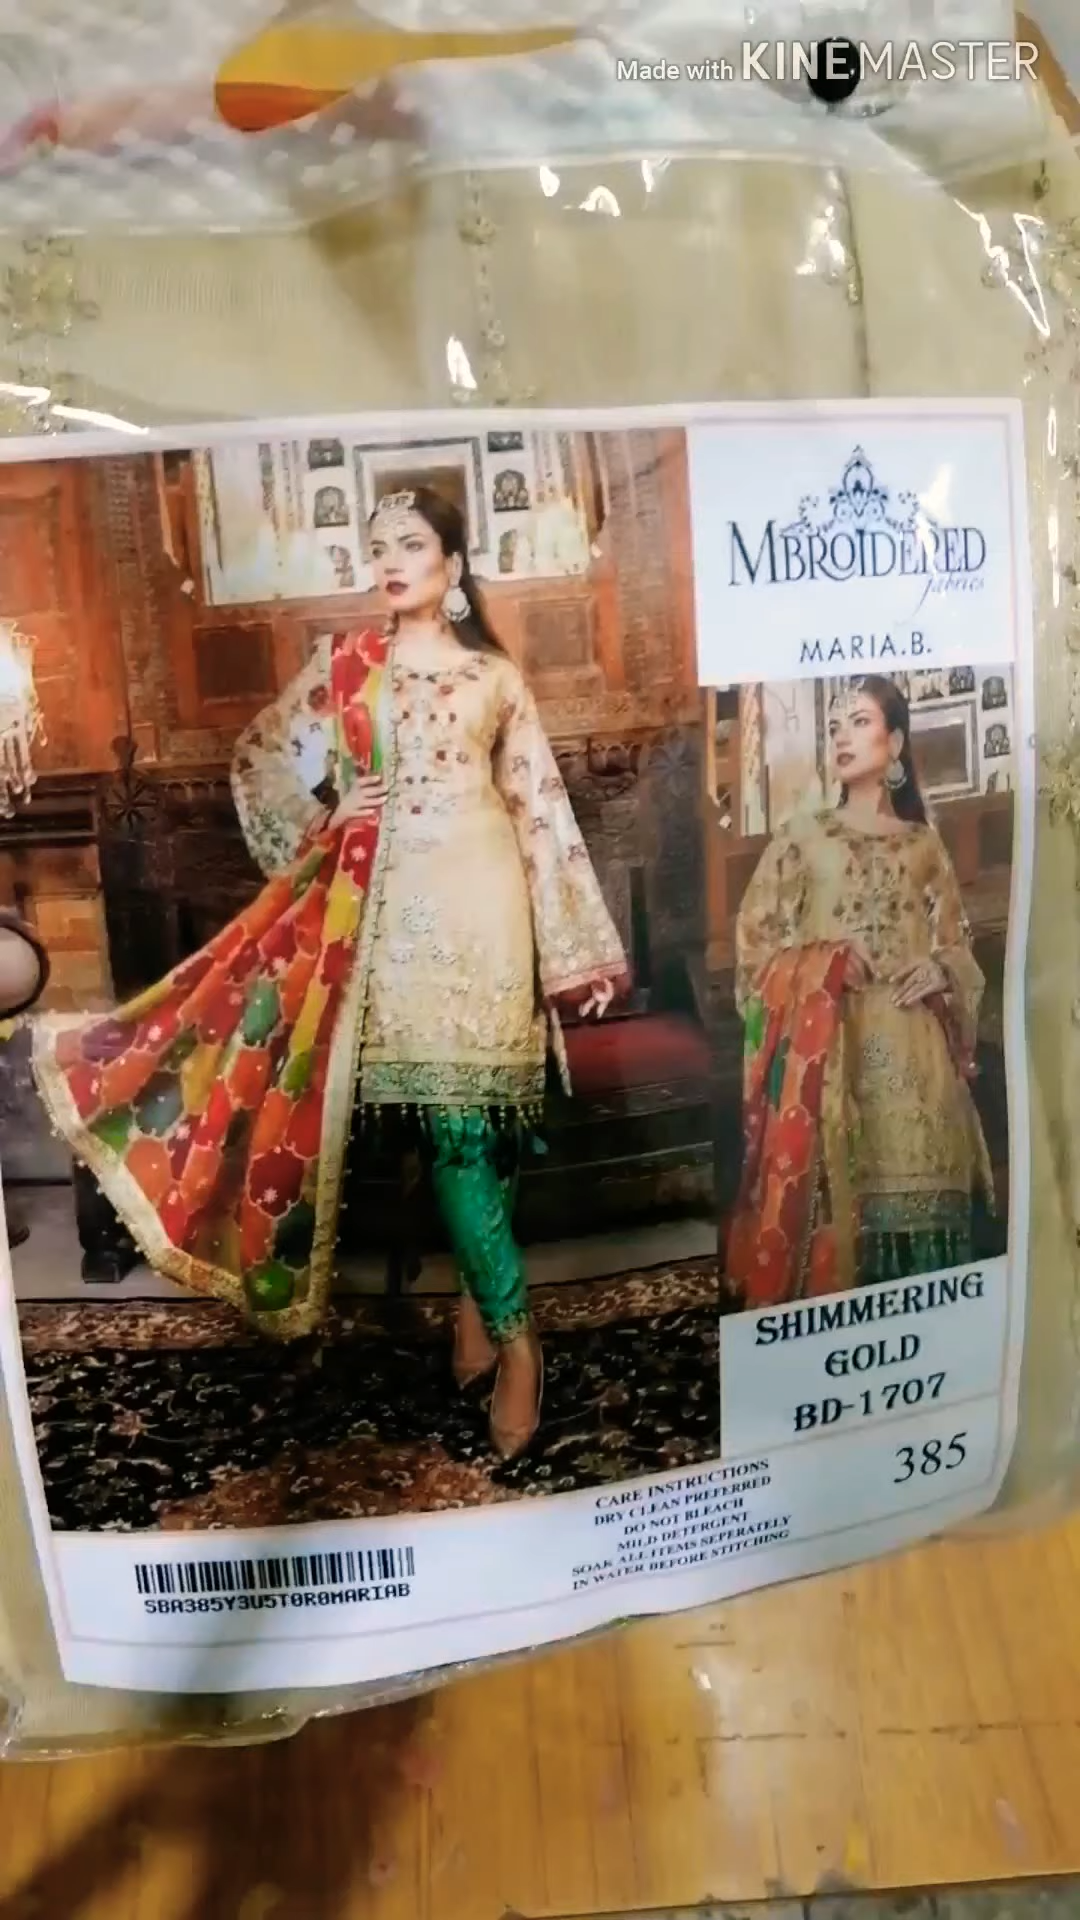 Made with KINEMASTER
MBROIDERED
fabrics
MARIA.B.
SHIMMERING
GOLD
BD-1707
385
CARE INSTRUCTIONS
DRY CLEAN PREFERRED
DO NOT BLEACH
MILD DETERGENT
SOAK ALL ITEMS SEPERATELY
IN WATER BEFORE STITCHING
SBA385Y3U5T0R0MARIAB